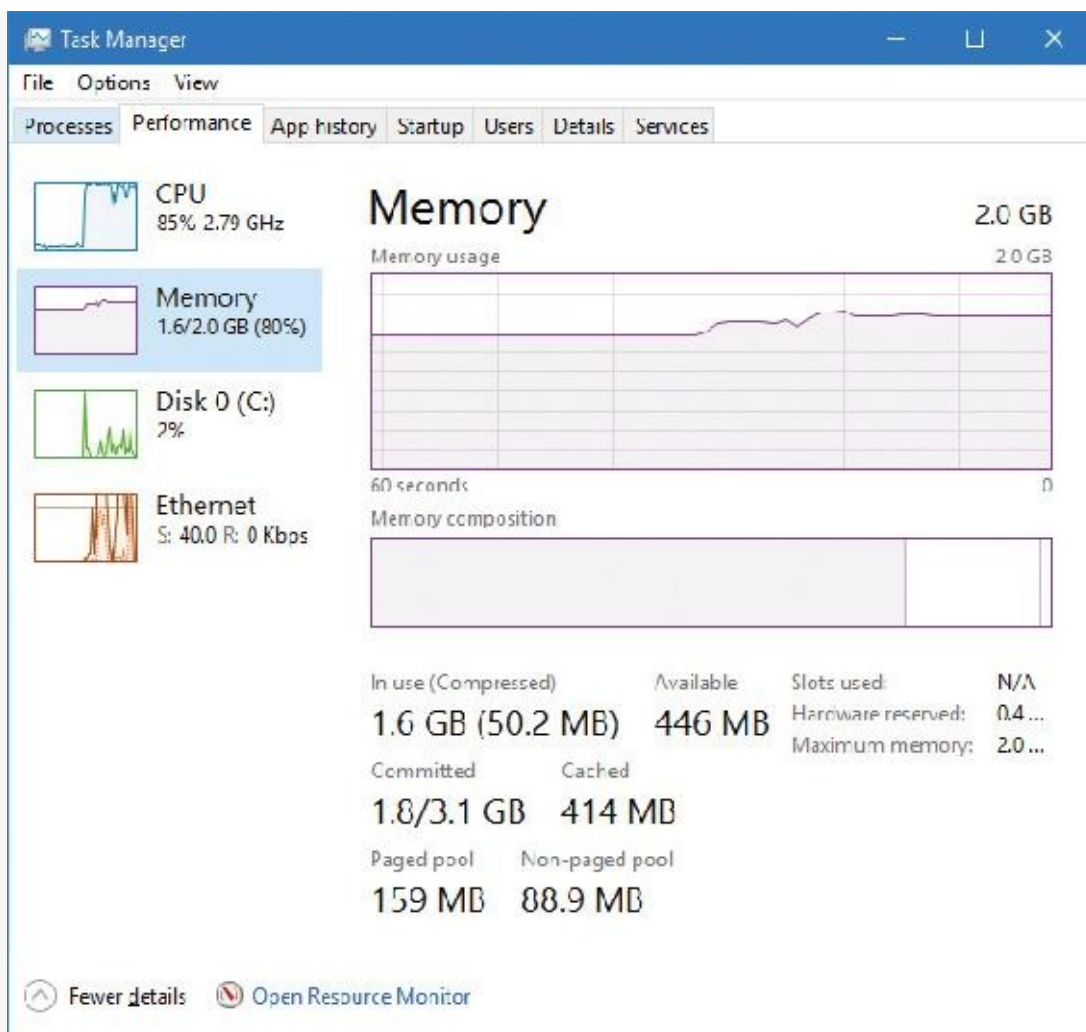 Task Manager
File Options View
Processes Performance App history Startup Users Details Services
CPU
85% 2.79 GHz
Memory
1.6/2.0 GB (80%)
Disk 0 (C:)
2%
Ethernet
S: 40.0 R: 0 Kbps
Memory 2.0 GB
Memory usage 2.0 GB
60 seconds 0
Memory composition
In use (Compressed) Available
1.6 GB (50.2 MB) 446 MB
Committed Cached
1.8/3.1 GB 414 MB
Paged pool Non-paged pool
159 MB 88.9 MB
Slots used: N/A
Hardware reserved: 0.4 ...
Maximum memory: 2.0 ...
Fewer details Open Resource Monitor